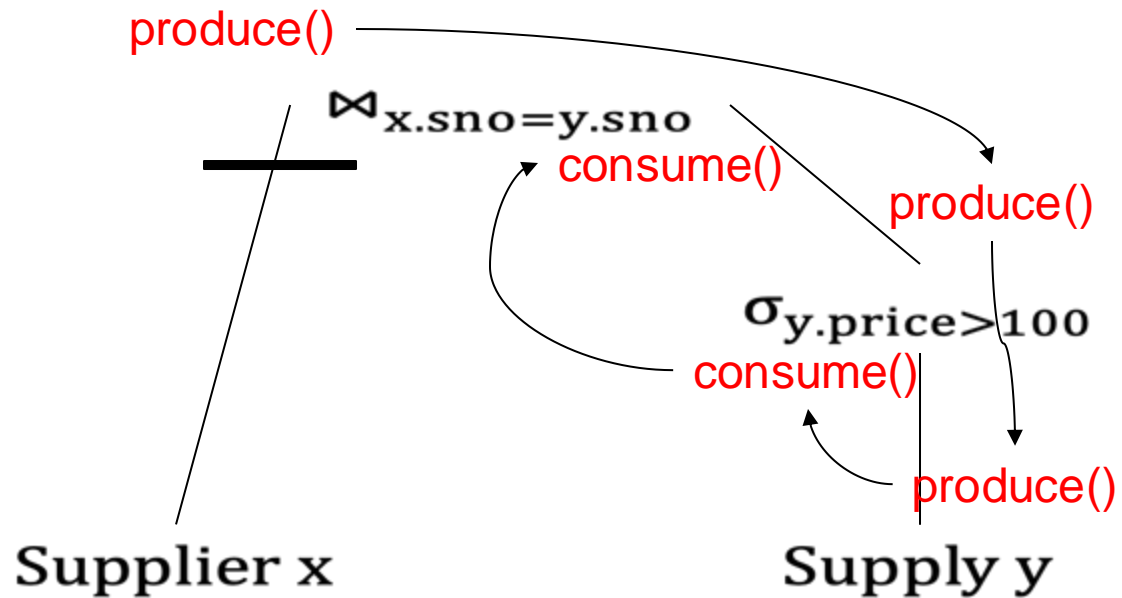 produce()
⋈x.sno=y.sno
consume()
produce()
σy.price>100
consume()
produce()
Supplier x
Supply y